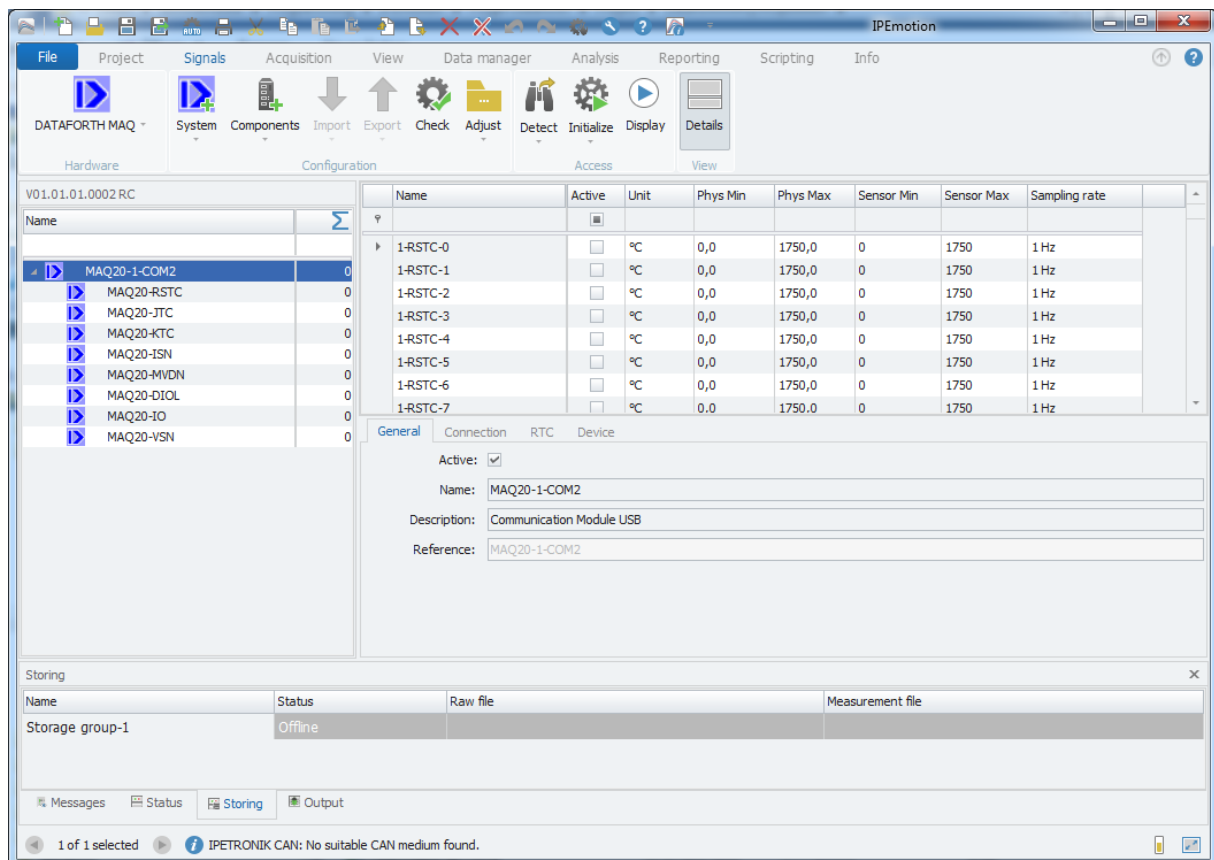 AUTO
IPEmotion
File Project Signals Acquisition View Data manager Analysis Reporting Scripting Info
DATAFORTH MAQ System Components Import Export Check Adjust Detect Initialize Display Details
Hardware Configuration Access View
V01.01.01.0002 RC
Name Σ
MAQ20-1-COM2 0
MAQ20-RSTC 0
MAQ20-JTC 0
MAQ20-KTC 0
MAQ20-ISN 0
MAQ20-MVDN 0
MAQ20-DIOL 0
MAQ20-IO 0
MAQ20-VSN 0
Name Active Unit Phys Min Phys Max Sensor Min Sensor Max Sampling rate
1-RSTC-0 °C 0,0 1750,0 0 1750 1 Hz
1-RSTC-1 °C 0,0 1750,0 0 1750 1 Hz
1-RSTC-2 °C 0,0 1750,0 0 1750 1 Hz
1-RSTC-3 °C 0,0 1750,0 0 1750 1 Hz
1-RSTC-4 °C 0,0 1750,0 0 1750 1 Hz
1-RSTC-5 °C 0,0 1750,0 0 1750 1 Hz
1-RSTC-6 °C 0,0 1750,0 0 1750 1 Hz
1-RSTC-7 °C 0,0 1750,0 0 1750 1 Hz
General Connection RTC Device
Active:
Name: MAQ20-1-COM2
Description: Communication Module USB
Reference: MAQ20-1-COM2
Storing
Name Status Raw file Measurement file
Storage group-1 Offline
Messages Status Storing Output
1 of 1 selected IPETRONIK CAN: No suitable CAN medium found.